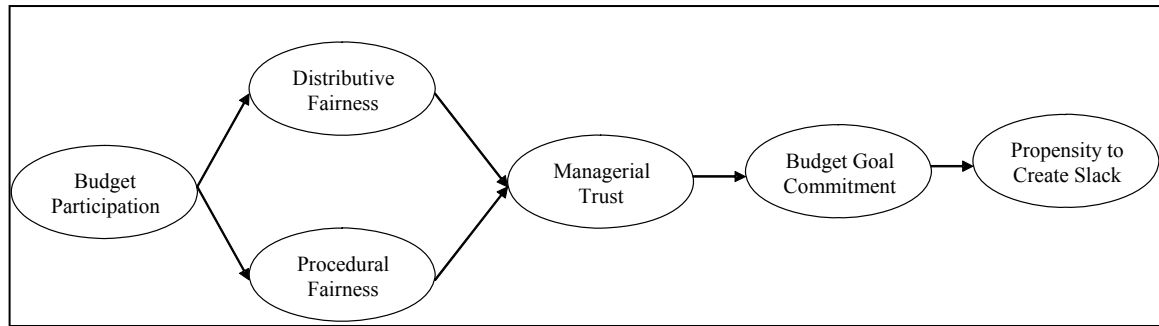 Budget
Participation
Distributive
Fairness
Procedural
Fairness
Managerial
Trust
Budget Goal
Commitment
Propensity to
Create Slack